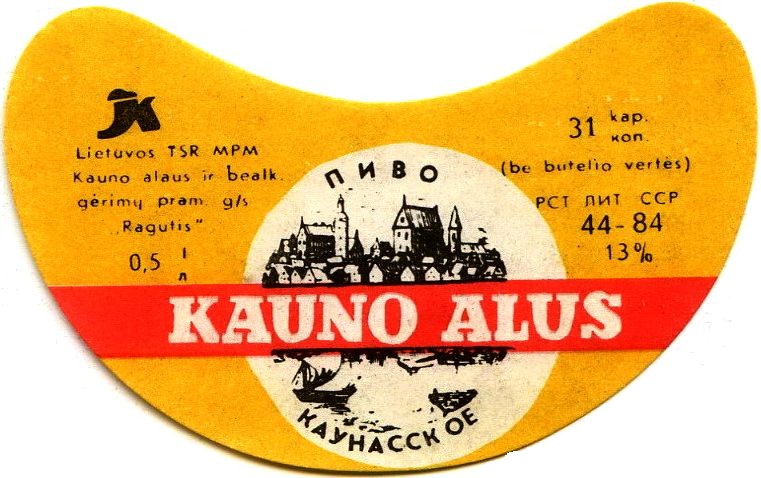 JK
Lietuvos TSR MPM
Kauno alaus ir bealk.
gėrimų pram. g/s
„Ragutis"
0,5 l
л
31 kap.
коп.
(be butelio vertės)
РСТ ЛИТ ССР
44-84
13%
ПИВО
KAUNO ALUS
КАУНАССКОЕ